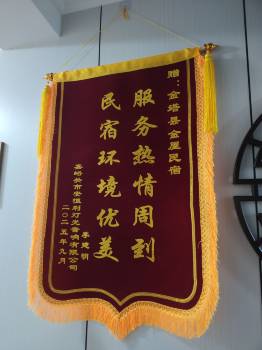 赠：金塔县金屋民宿
服务热情周到
民宿环境优美
李建明
嘉峪关市安恒利灯光音响有限公司
二〇二五年九月